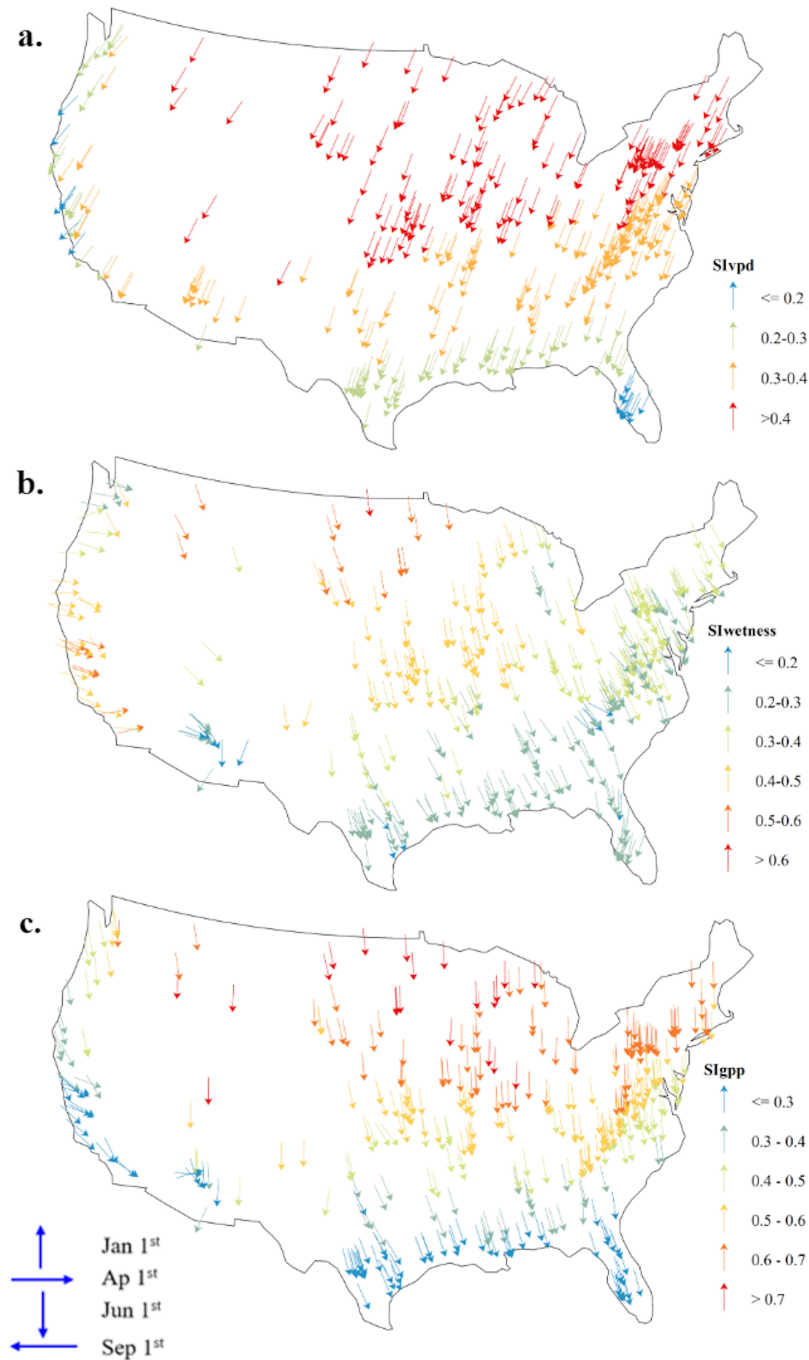 a.
SIvpd
<= 0.2
0.2-0.3
0.3-0.4
>0.4
b.
SIwetness
<= 0.2
0.2-0.3
0.3-0.4
0.4-0.5
0.5-0.6
> 0.6
c.
SIgpp
<= 0.3
0.3 - 0.4
0.4 - 0.5
0.5 - 0.6
0.6 - 0.7
> 0.7
Jan 1st
Ap 1st
Jun 1st
Sep 1st